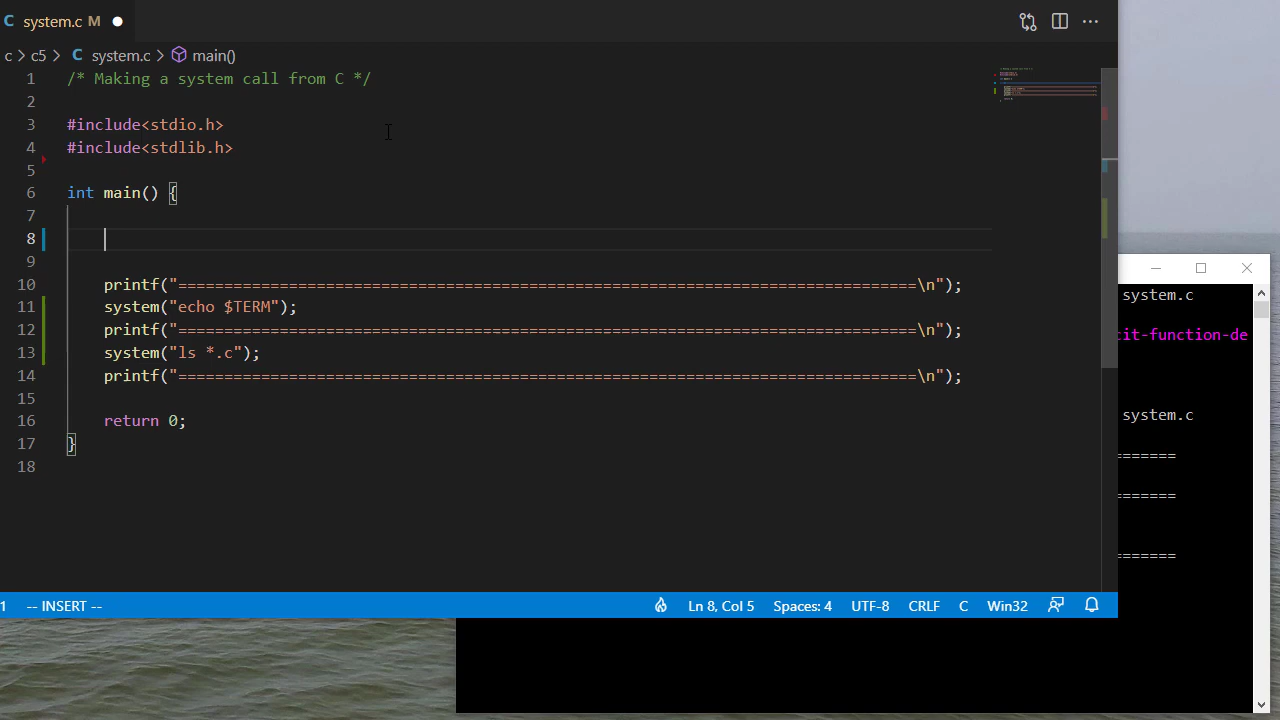 C system.c M
c > c5 > C system.c > main()
1 /* Making a system call from C */
2
3 #include<stdio.h>
4 #include<stdlib.h>
5
6 int main() {
7
8
9
10 printf("================================================================================\n");
11 system("echo $TERM");
12 printf("================================================================================\n");
13 system("ls *.c");
14 printf("================================================================================\n");
15
16 return 0;
17 }
18
1 -- INSERT -- Ln 8, Col 5 Spaces: 4 UTF-8 CRLF C Win32
system.c
cit-function-de
system.c
=======
=======
=======